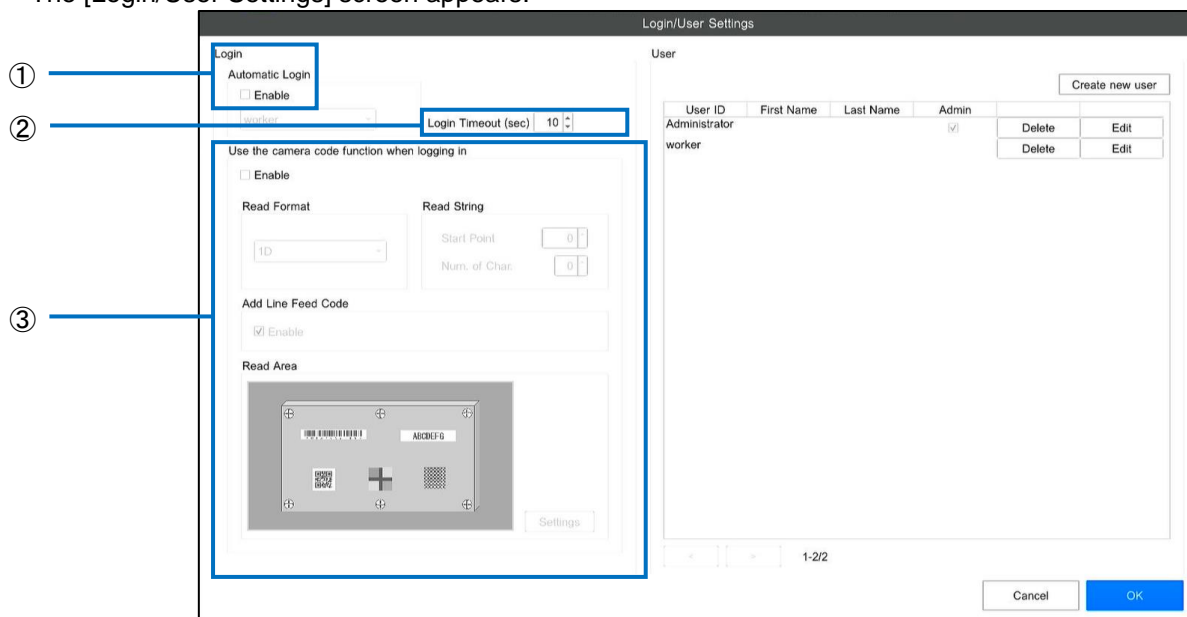 The [Login/User Settings] screen appears.
Login/User Settings
①
②
③
Login
Automatic Login
Enable
worker
Login Timeout (sec) 10
Use the camera code function when logging in
Enable
Read Format
Read String
1D
Start Point 0
Num. of Char. 0
Add Line Feed Code
Enable
Read Area
ABCDEFG
Settings
User
Create new user
User ID First Name Last Name Admin
Administrator Delete Edit
worker Delete Edit
< > 1-2/2
Cancel OK